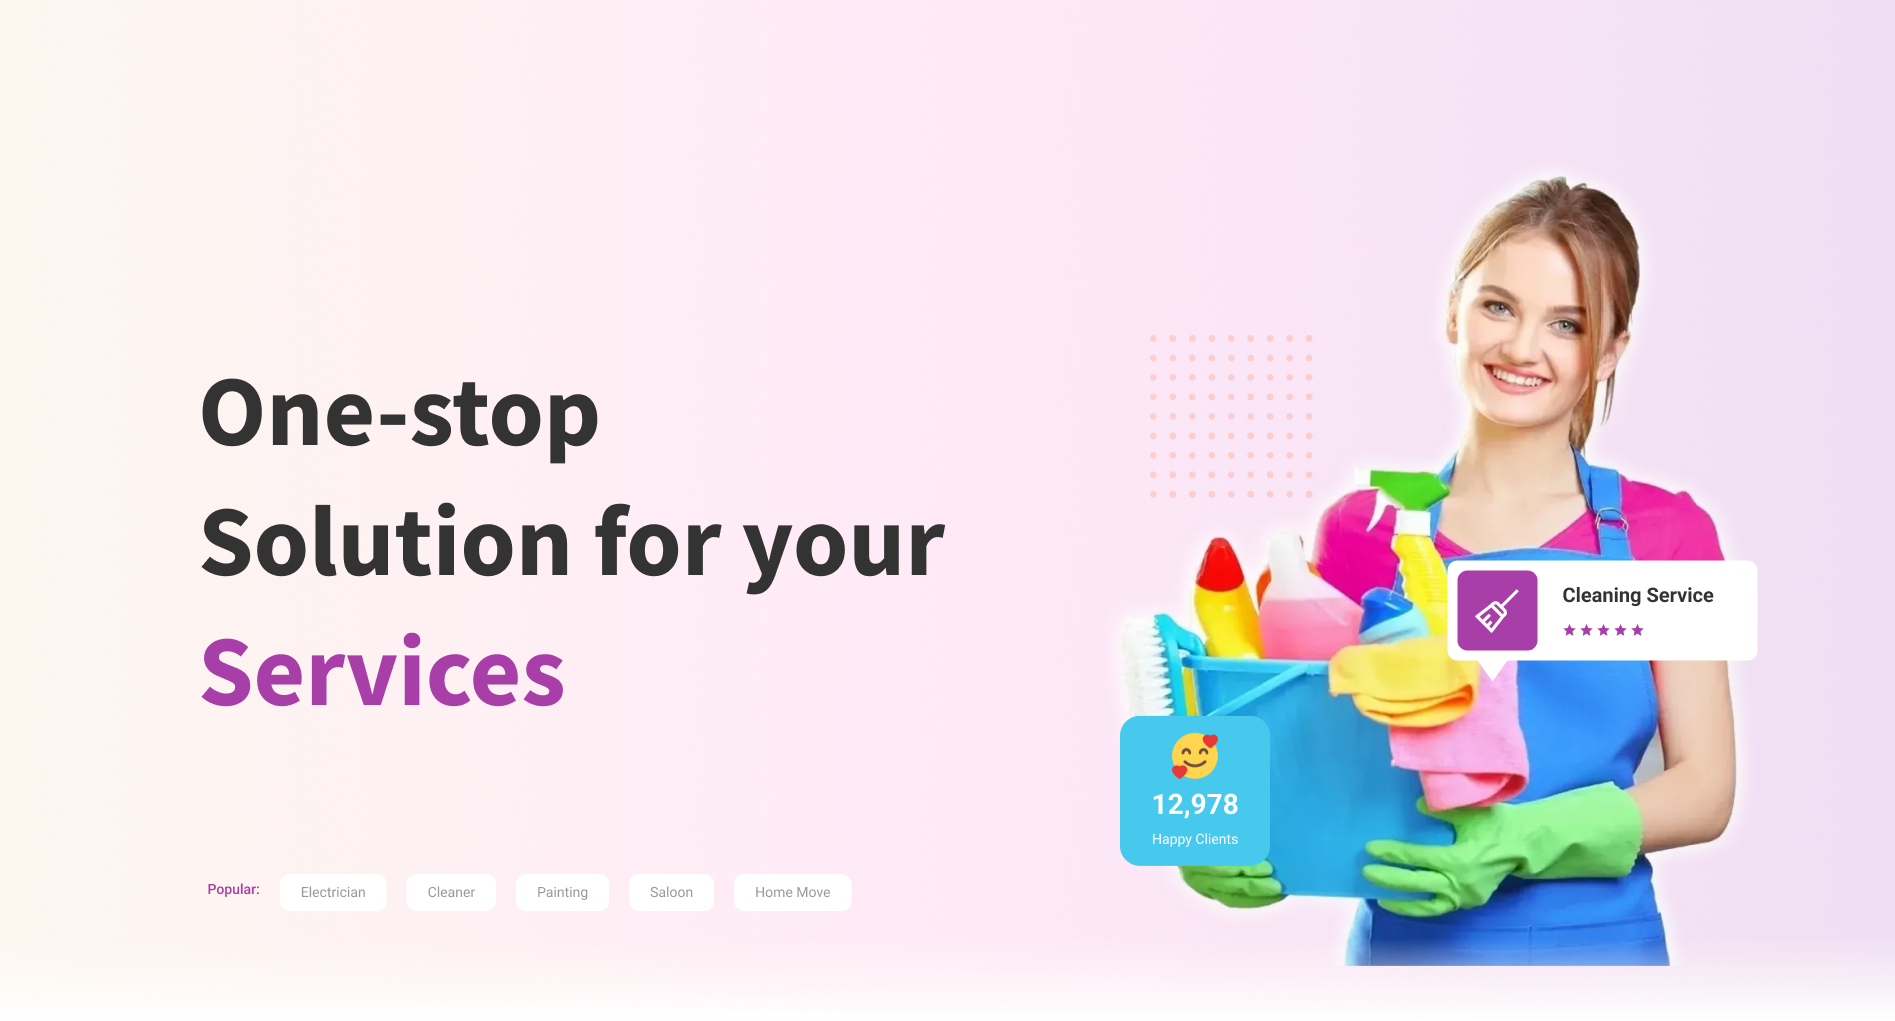 One-stop
Solution for your
Services
Popular:
Electrician
Cleaner
Painting
Saloon
Home Move
Cleaning Service
12,978
Happy Clients